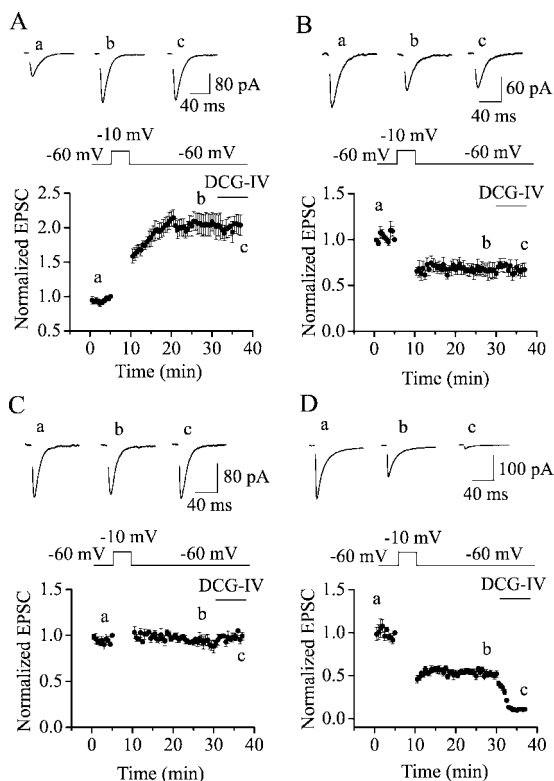 A
a b c
80 pA
40 ms
-10 mV
-60 mV -60 mV
DCG-IV
a b c
Normalized EPSC
2.5
2.0
1.5
1.0
0.5
0 10 20 30 40
Time (min)
B
a b c
60 pA
40 ms
-10 mV
-60 mV -60 mV
DCG-IV
a b c
Normalized EPSC
1.5
1.0
0.5
0.0
0 10 20 30 40
Time (min)
C
a b c
80 pA
40 ms
-10 mV
-60 mV -60 mV
DCG-IV
a b c
Normalized EPSC
1.5
1.0
0.5
0.0
0 10 20 30 40
Time (min)
D
a b c
100 pA
40 ms
-10 mV
-60 mV -60 mV
DCG-IV
a b c
Normalized EPSC
1.5
1.0
0.5
0.0
0 10 20 30 40
Time (min)